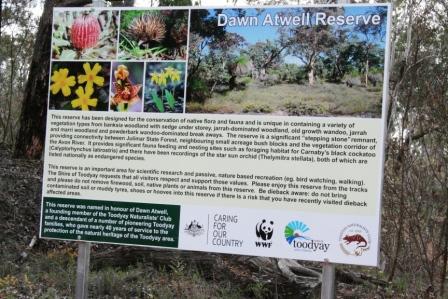 Dawn Atwell Reserve
This reserve has been designed for the conservation of native flora and fauna and is unique in containing a variety of
vegetation types from banksia woodland with sedge under storey, jarrah-dominated woodland, old growth wandoo, jarrah
and marri woodland and powderbark wandoo-dominated break aways. The reserve is a significant "stepping stone" remnant,
providing connectivity between Julimar State Forest, neighbouring small acreage bush blocks and the vegetation corridor of
the Avon River. It provides significant fauna feeding and nesting sites such as foraging habitat for Carnaby's black cockatoo
(Calyptorhynchus latirostris) and there have been recordings of the star sun orchid (Thelymitra stellata), both of which are
listed nationally as endangered species.
This reserve is an important area for scientific research and passive, nature based recreation (eg. bird watching, walking)
The Shire of Toodyay requests that all visitors respect and support those values. Please enjoy this reserve from the tracks
and please do not remove firewood, soil, native plants or animals from this reserve. Be dieback aware: do not bring
contaminated soil or muddy tyres, shoes or hooves into this reserve if there is a risk that you have recently visited dieback
affected areas.
This reserve was named in honour of Dawn Atwell,
a founding member of the Toodyay Naturalists' Club
and a descendant of a number of pioneering Toodyay
families, who gave nearly 40 years of service to the
protection of the natural heritage of the Toodyay area.
CARING
FOR
OUR
COUNTRY
WWF
toodyay